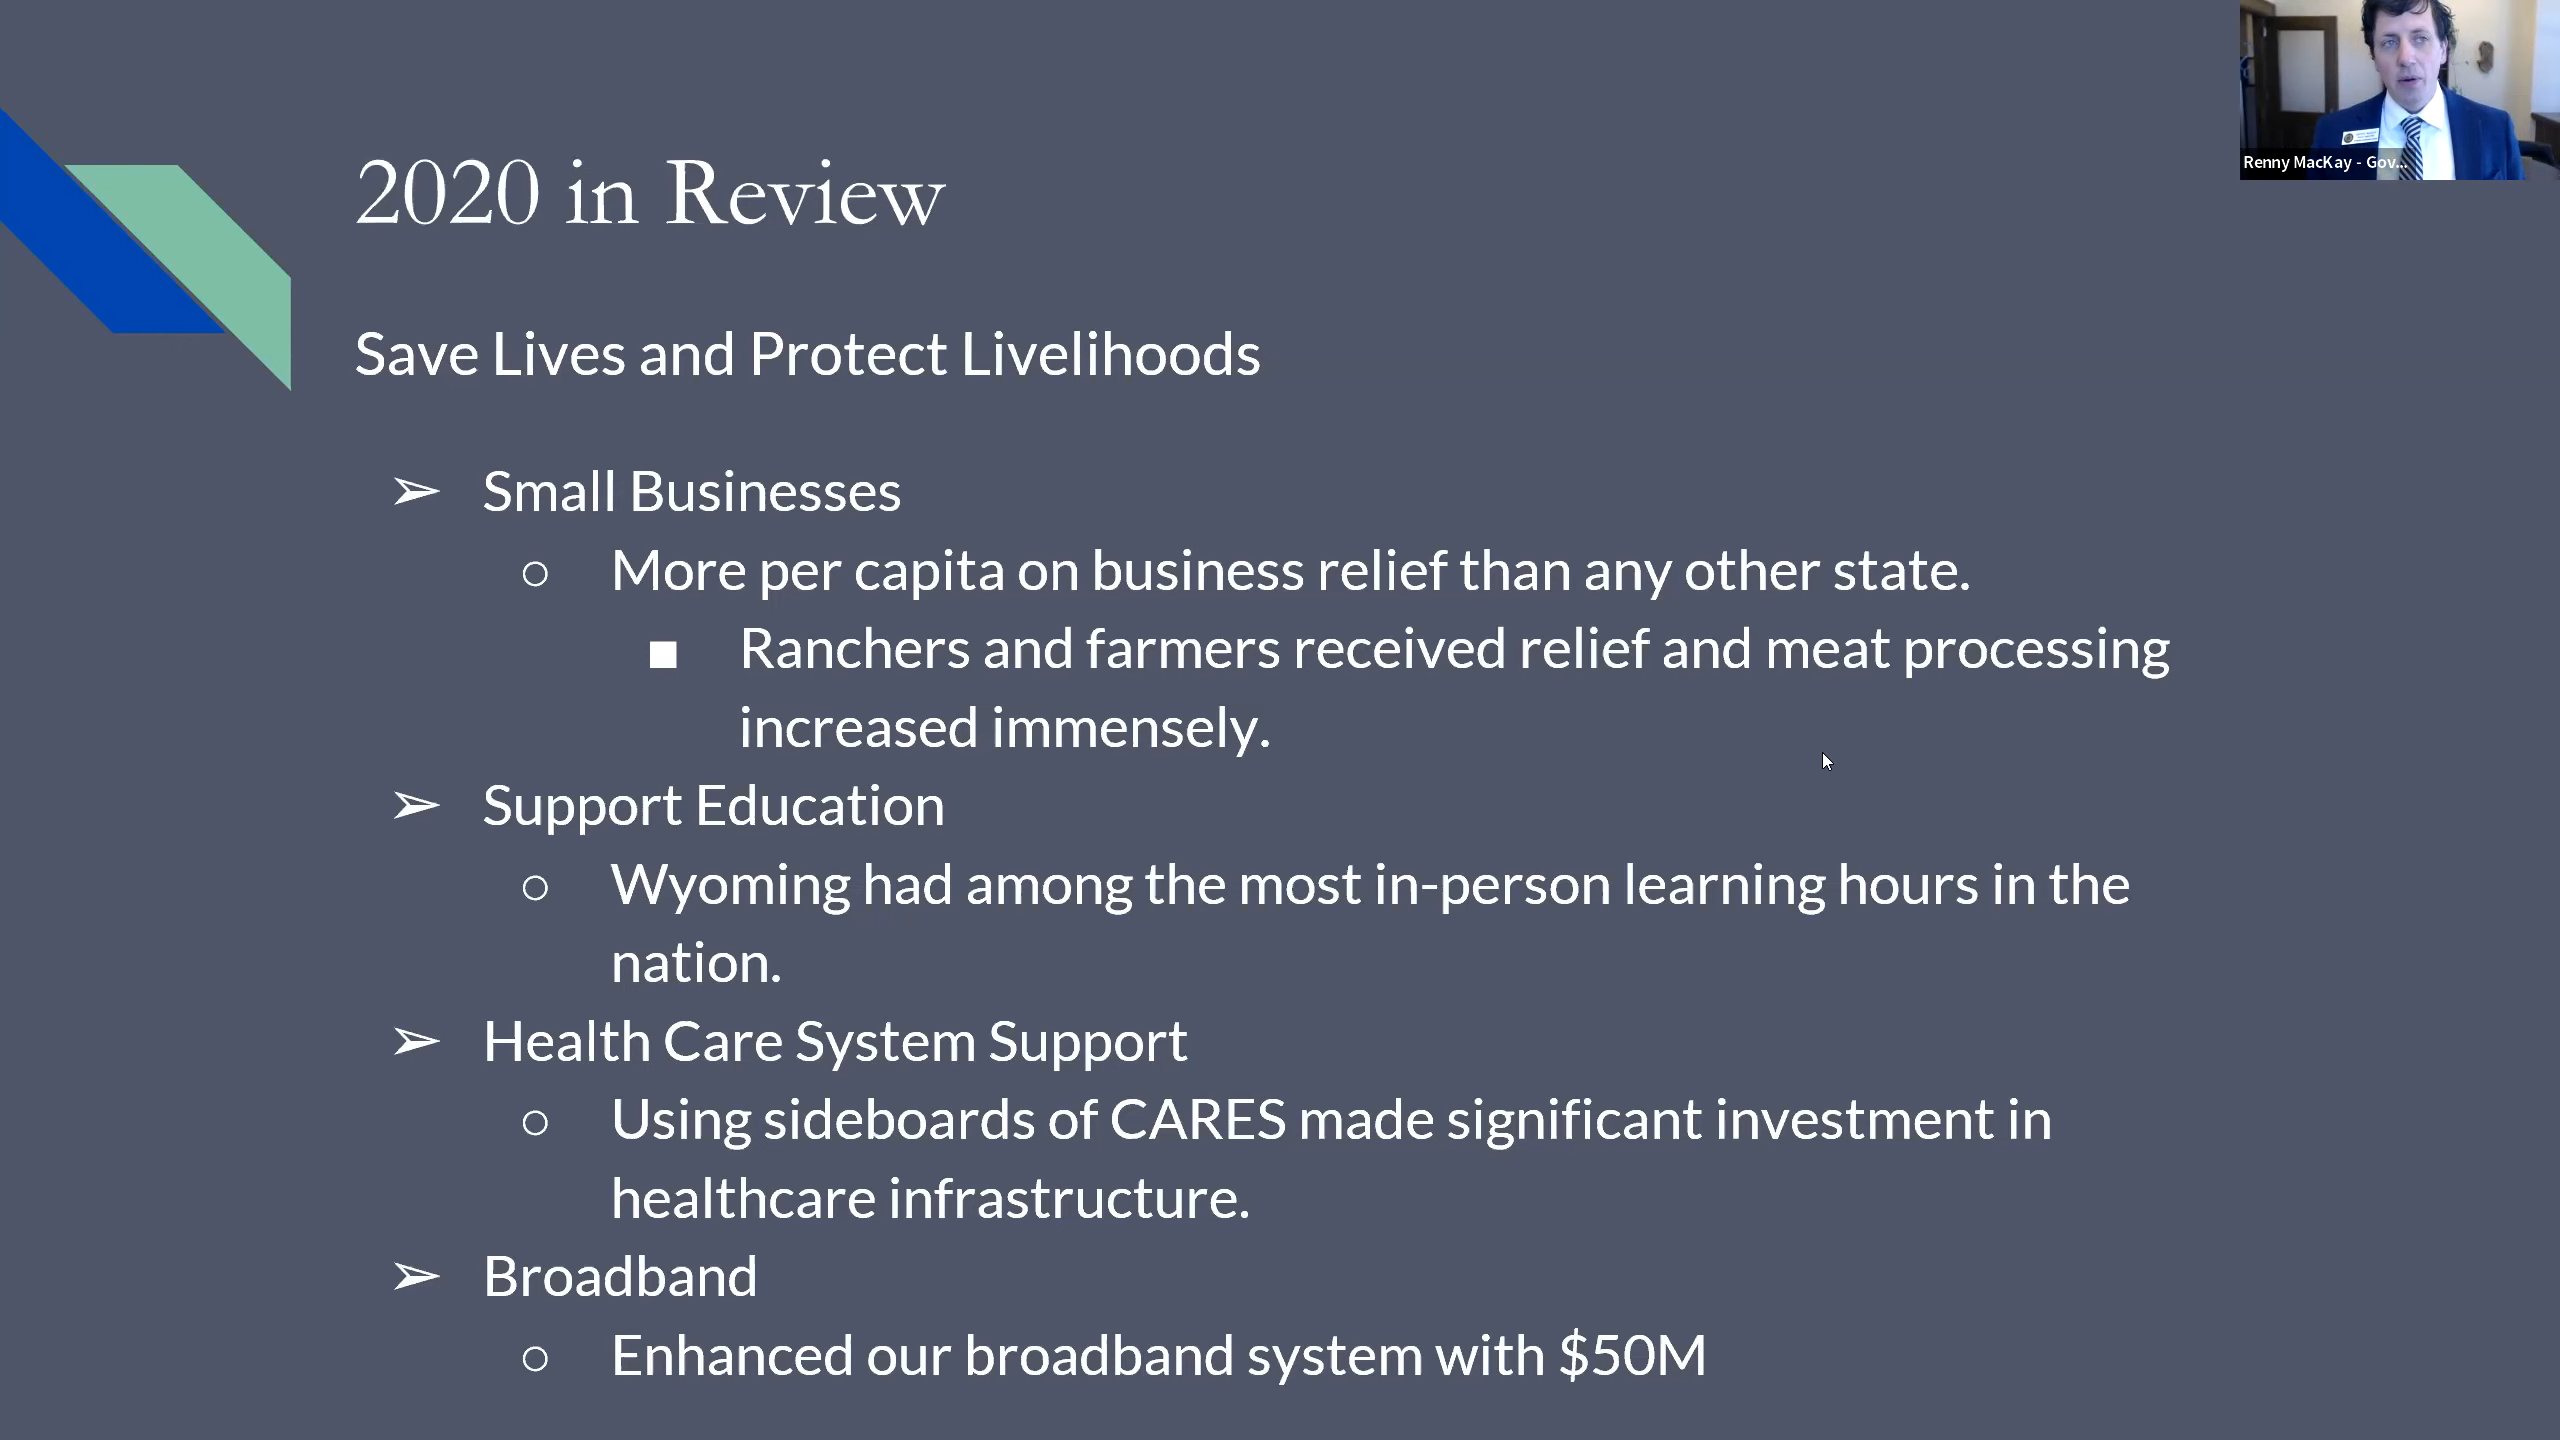 2020 in Review
Renny MacKay - Gov...
Save Lives and Protect Livelihoods
➢ Small Businesses
○ More per capita on business relief than any other state.
■ Ranchers and farmers received relief and meat processing
increased immensely.
➢ Support Education
○ Wyoming had among the most in-person learning hours in the
nation.
➢ Health Care System Support
○ Using sideboards of CARES made significant investment in
healthcare infrastructure.
➢ Broadband
○ Enhanced our broadband system with $50M